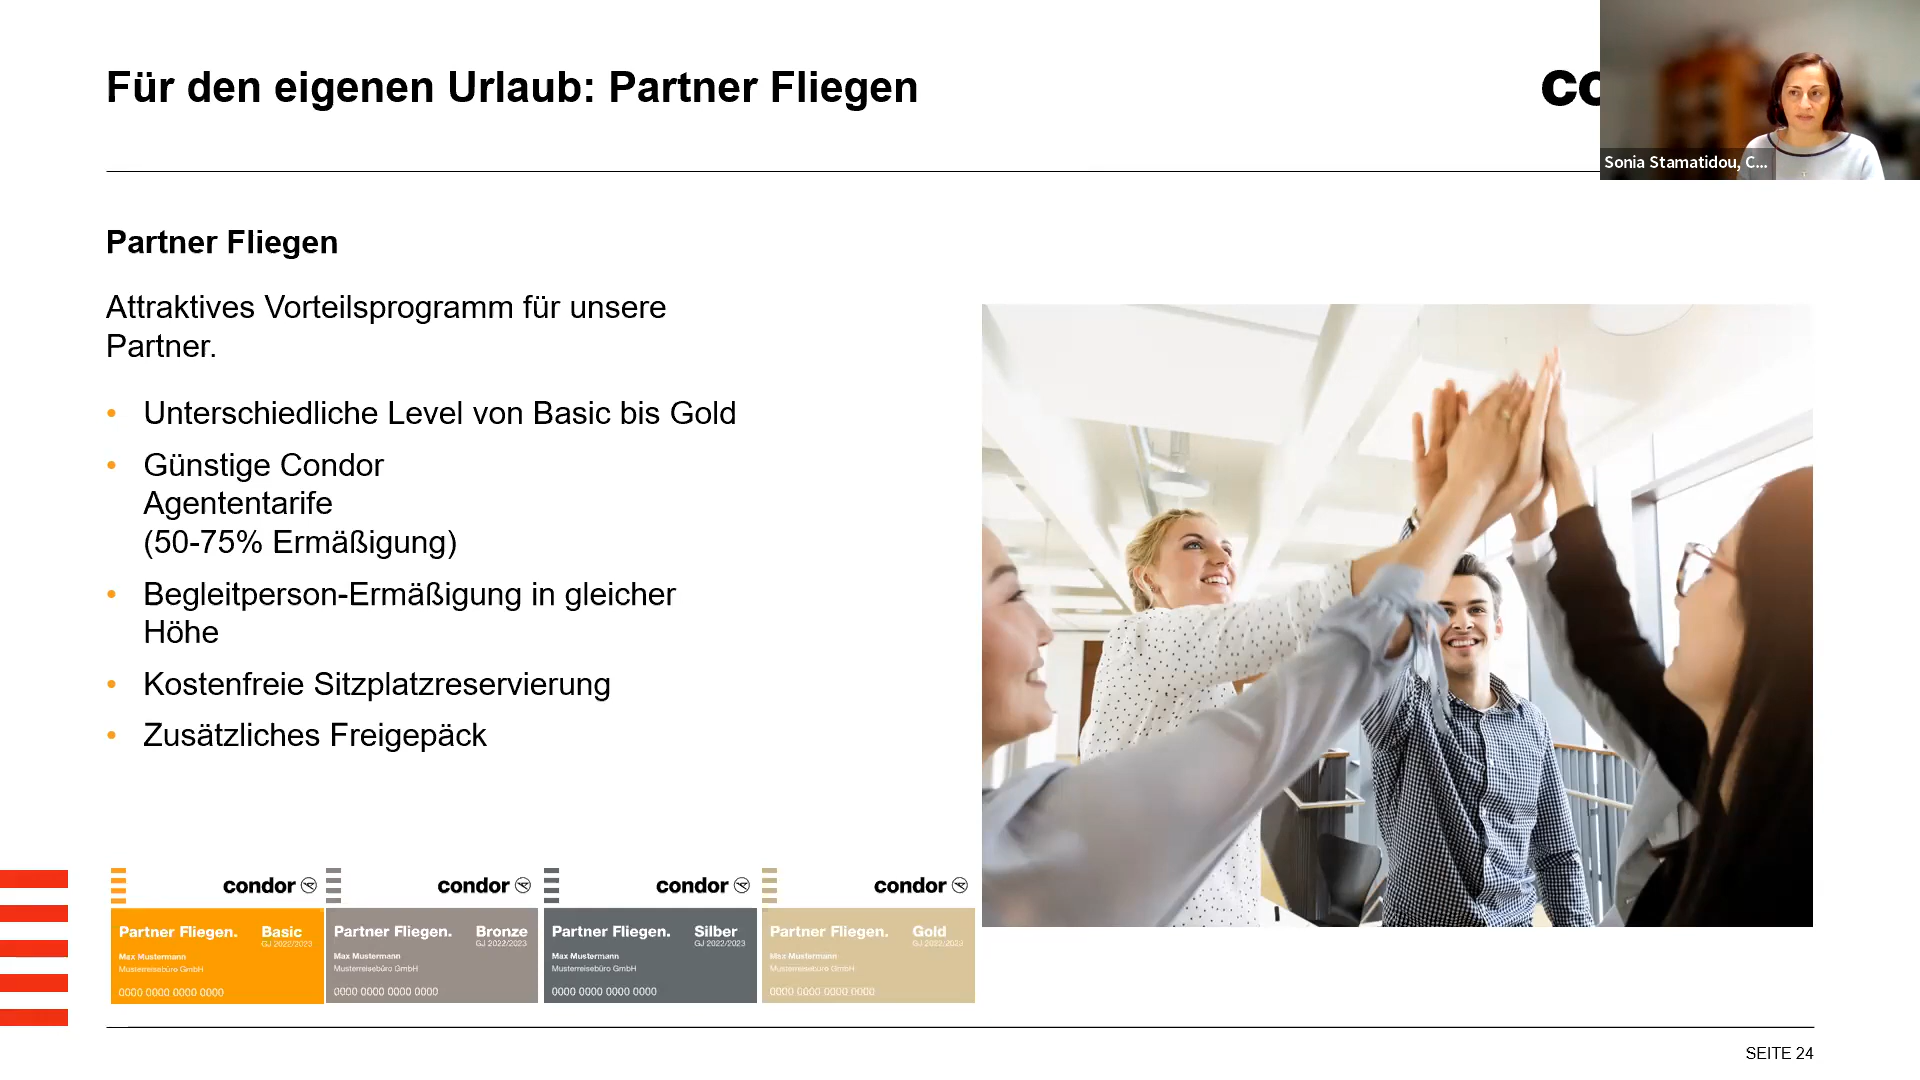 Für den eigenen Urlaub: Partner Fliegen
co
Sonia Stamatidou, C...
Partner Fliegen
Attraktives Vorteilsprogramm für unsere
Partner.
• Unterschiedliche Level von Basic bis Gold
• Günstige Condor
Agententarife
(50-75% Ermäßigung)
• Begleitperson-Ermäßigung in gleicher
Höhe
• Kostenfreie Sitzplatzreservierung
• Zusätzliches Freigepäck
condor
Partner Fliegen. Basic
GJ 2022/2023
Max Mustermann
Musterreisebüro GmbH
0000 0000 0000 0000
condor
Partner Fliegen. Bronze
GJ 2022/2023
Max Mustermann
Musterreisebüro GmbH
0000 0000 0000 0000
condor
Partner Fliegen. Silber
GJ 2022/2023
Max Mustermann
Musterreisebüro GmbH
0000 0000 0000 0000
condor
Partner Fliegen. Gold
GJ 2022/2023
Max Mustermann
Musterreisebüro GmbH
0000 0000 0000 0000
SEITE 24